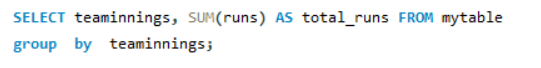 SELECT teaminnings, SUM(runs) AS total_runs FROM mytable
group by teaminnings;